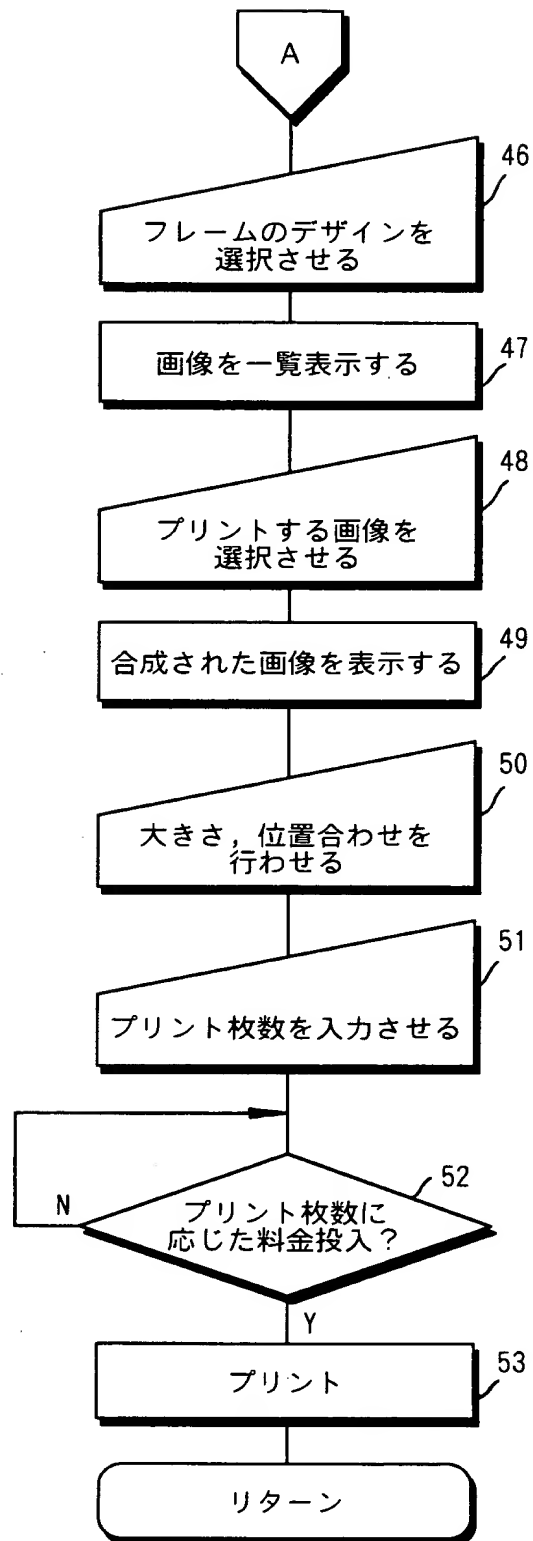 A
46
フレームのデザインを
選択させる
47
画像を一覧表示する
48
プリントする画像を
選択させる
49
合成された画像を表示する
50
大きさ，位置合わせを
行わせる
51
プリント枚数を入力させる
52
N
プリント枚数に
応じた料金投入？
Y
53
プリント
リターン